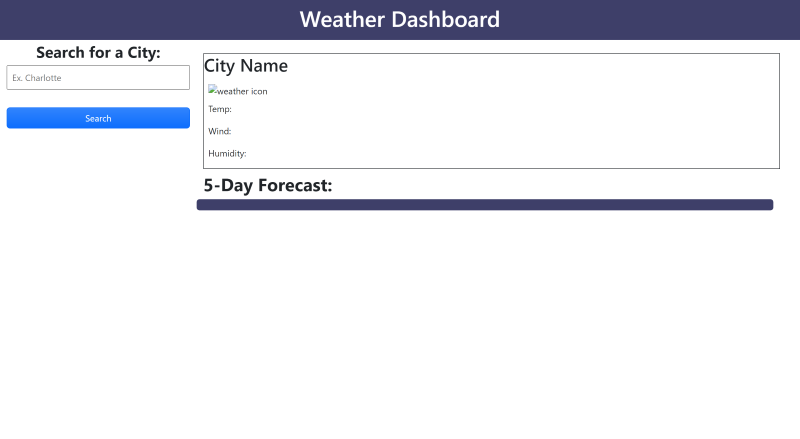 Weather Dashboard
Search for a City:
Ex. Charlotte
Search
City Name
weather icon
Temp:
Wind:
Humidity:
5-Day Forecast: